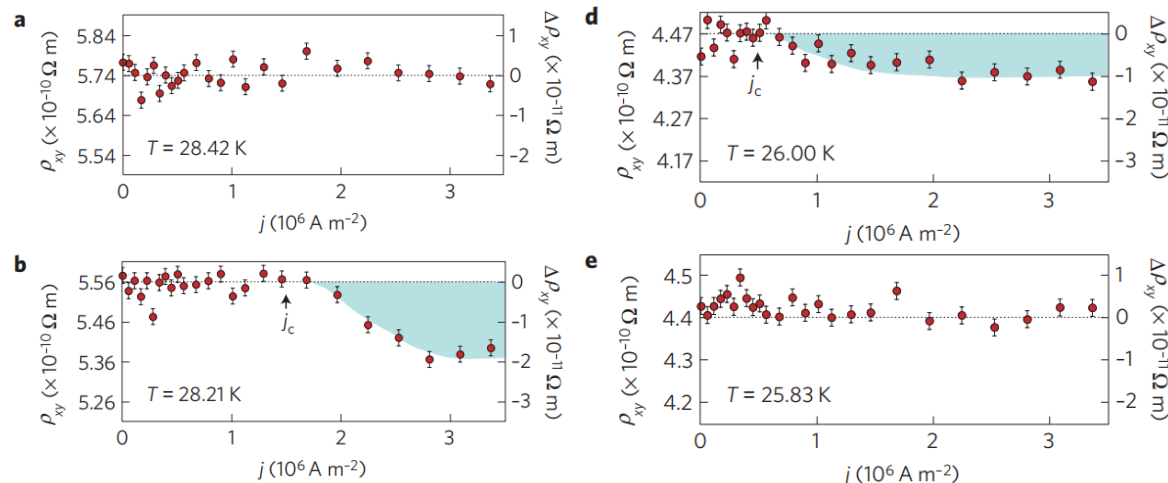 a
ρxy (× 10⁻¹⁰ Ω m)
5.84
5.74
5.64
5.54
T = 28.42 K
1
0
−1
−2
Δρxy (× 10⁻¹¹ Ω m)
0 1 2 3
j (10⁶ A m⁻²)
b
ρxy (× 10⁻¹⁰ Ω m)
5.56
5.46
5.36
5.26
jc
T = 28.21 K
0
−1
−2
−3
Δρxy (× 10⁻¹¹ Ω m)
0 1 2 3
j (10⁶ A m⁻²)
d
ρxy (× 10⁻¹⁰ Ω m)
4.47
4.37
4.27
4.17
jc
T = 26.00 K
0
−1
−2
−3
Δρxy (× 10⁻¹¹ Ω m)
0 1 2 3
j (10⁶ A m⁻²)
e
ρxy (× 10⁻¹⁰ Ω m)
4.5
4.4
4.3
4.2
T = 25.83 K
1
0
−1
−2
Δρxy (× 10⁻¹¹ Ω m)
0 1 2 3
j (10⁶ A m⁻²)